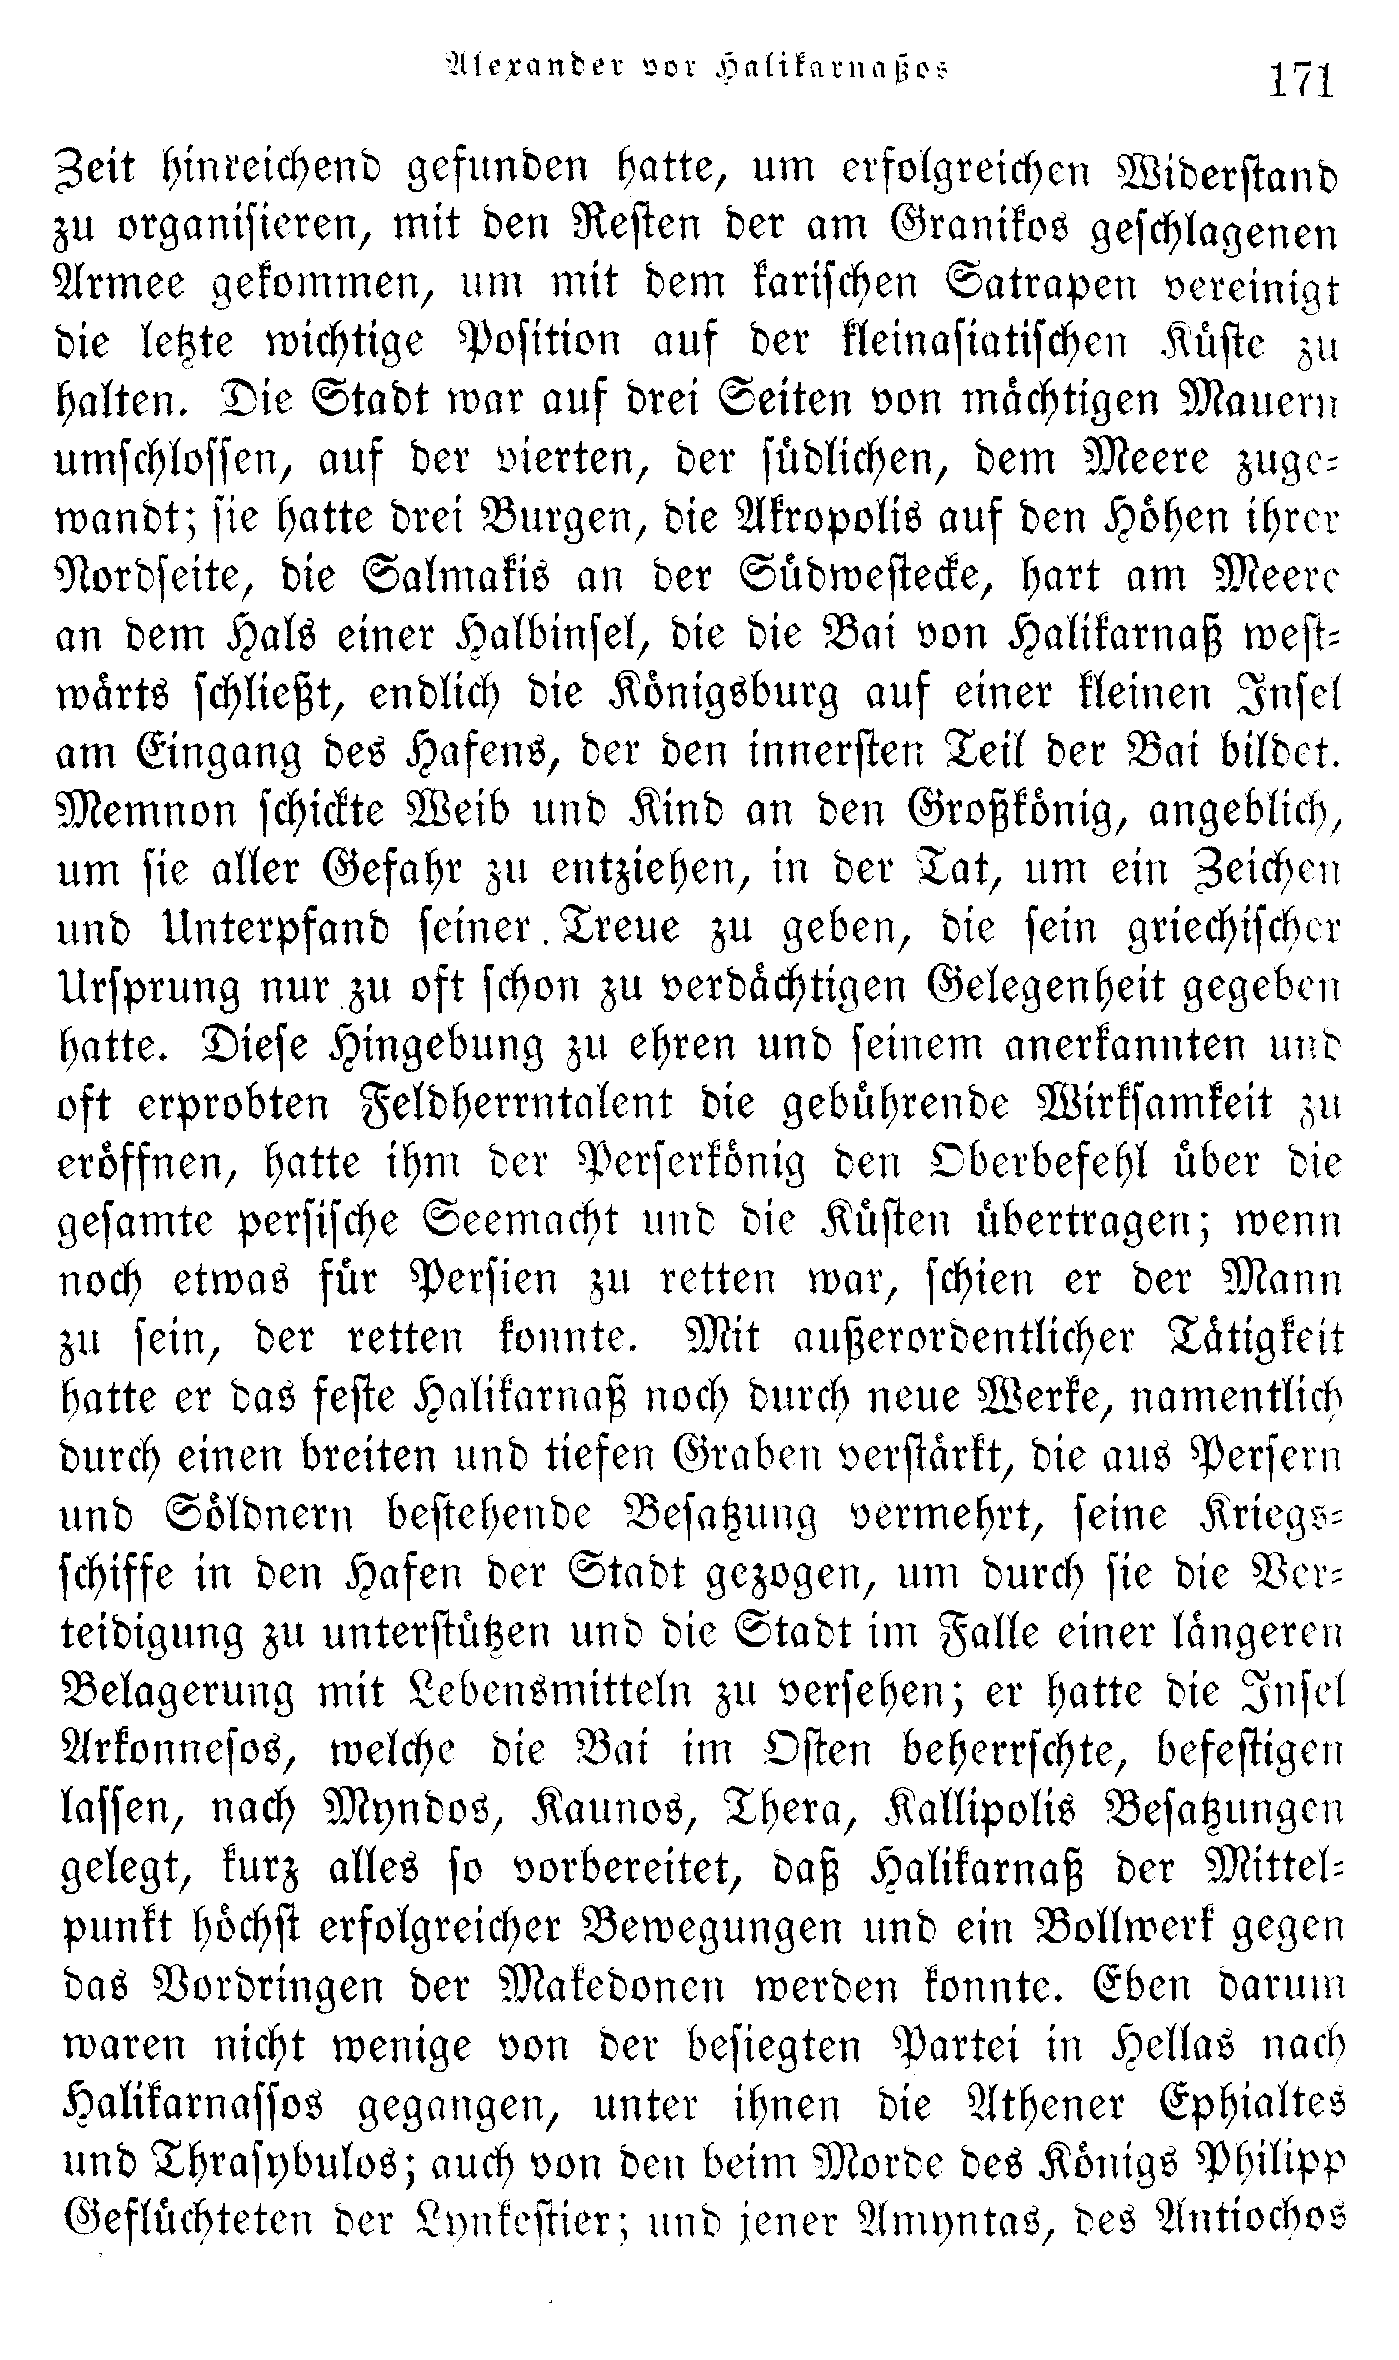 Alexander vor Halikarnaßos 171
Zeit hinreichend gefunden hatte, um erfolgreichen Widerstand
zu organisieren, mit den Resten der am Granikos geschlagenen
Armee gekommen, um mit dem karischen Satrapen vereinigt
die letzte wichtige Position auf der kleinasiatischen Küste zu
halten. Die Stadt war auf drei Seiten von mächtigen Mauern
umschlossen, auf der vierten, der südlichen, dem Meere zuge-
wandt; sie hatte drei Burgen, die Akropolis auf den Höhen ihrer
Nordseite, die Salmakis an der Südwestecke, hart am Meere
an dem Hals einer Halbinsel, die die Bai von Halikarnaß west-
wärts schließt, endlich die Königsburg auf einer kleinen Insel
am Eingang des Hafens, der den innersten Teil der Bai bildet.
Memnon schickte Weib und Kind an den Großkönig, angeblich,
um sie aller Gefahr zu entziehen, in der Tat, um ein Zeichen
und Unterpfand seiner Treue zu geben, die sein griechischer
Ursprung nur zu oft schon zu verdächtigen Gelegenheit gegeben
hatte. Diese Hingebung zu ehren und seinem anerkannten und
oft erprobten Feldherrntalent die gebührende Wirksamkeit zu
eröffnen, hatte ihm der Perserkönig den Oberbefehl über die
gesamte persische Seemacht und die Küsten übertragen; wenn
noch etwas für Persien zu retten war, schien er der Mann
zu sein, der retten konnte. Mit außerordentlicher Tätigkeit
hatte er das feste Halikarnaß noch durch neue Werke, namentlich
durch einen breiten und tiefen Graben verstärkt, die aus Persern
und Söldnern bestehende Besatzung vermehrt, seine Kriegs-
schiffe in den Hafen der Stadt gezogen, um durch sie die Ver-
teidigung zu unterstützen und die Stadt im Falle einer längeren
Belagerung mit Lebensmitteln zu versehen; er hatte die Insel
Arkonnesos, welche die Bai im Osten beherrschte, befestigen
lassen, nach Myndos, Kaunos, Thera, Kallipolis Besatzungen
gelegt, kurz alles so vorbereitet, daß Halikarnaß der Mittel-
punkt höchst erfolgreicher Bewegungen und ein Bollwerk gegen
das Vordringen der Makedonen werden konnte. Eben darum
waren nicht wenige von der besiegten Partei in Hellas nach
Halikarnassos gegangen, unter ihnen die Athener Ephialtes
und Thrasybulos; auch von den beim Morde des Königs Philipp
Geflüchteten der Lynkestier; und jener Amyntas, des Antiochos